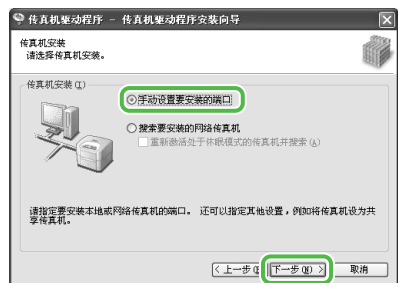 传真机驱动程序 - 传真机驱动程序安装向导
传真机安装
请选择传真机安装。
传真机安装(I)
手动设置要安装的端口
搜索要安装的网络传真机
重新激活处于休眠模式的传真机并搜索(A)
请指定要安装本地或网络传真机的端口。 还可以指定其他设置，例如将传真机设为共
享传真机。
< 上一步(B) 下一步(N) > 取消